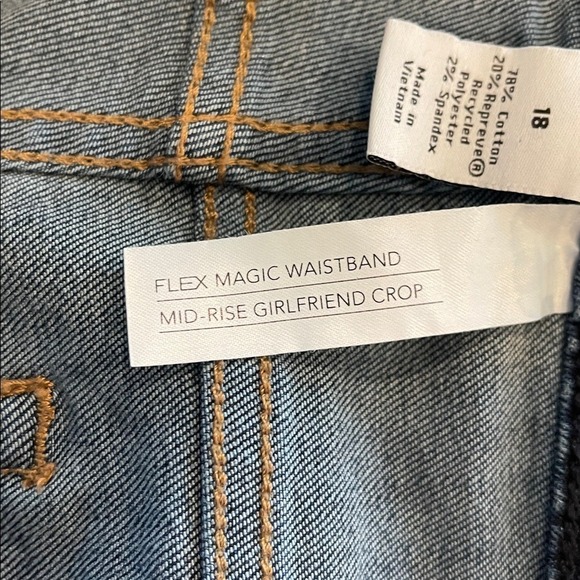 18
78% Cotton
20% Repreve®
Recycled
Polyester
2% Spandex
Made in
Vietnam
FLEX MAGIC WAISTBAND
MID-RISE GIRLFRIEND CROP